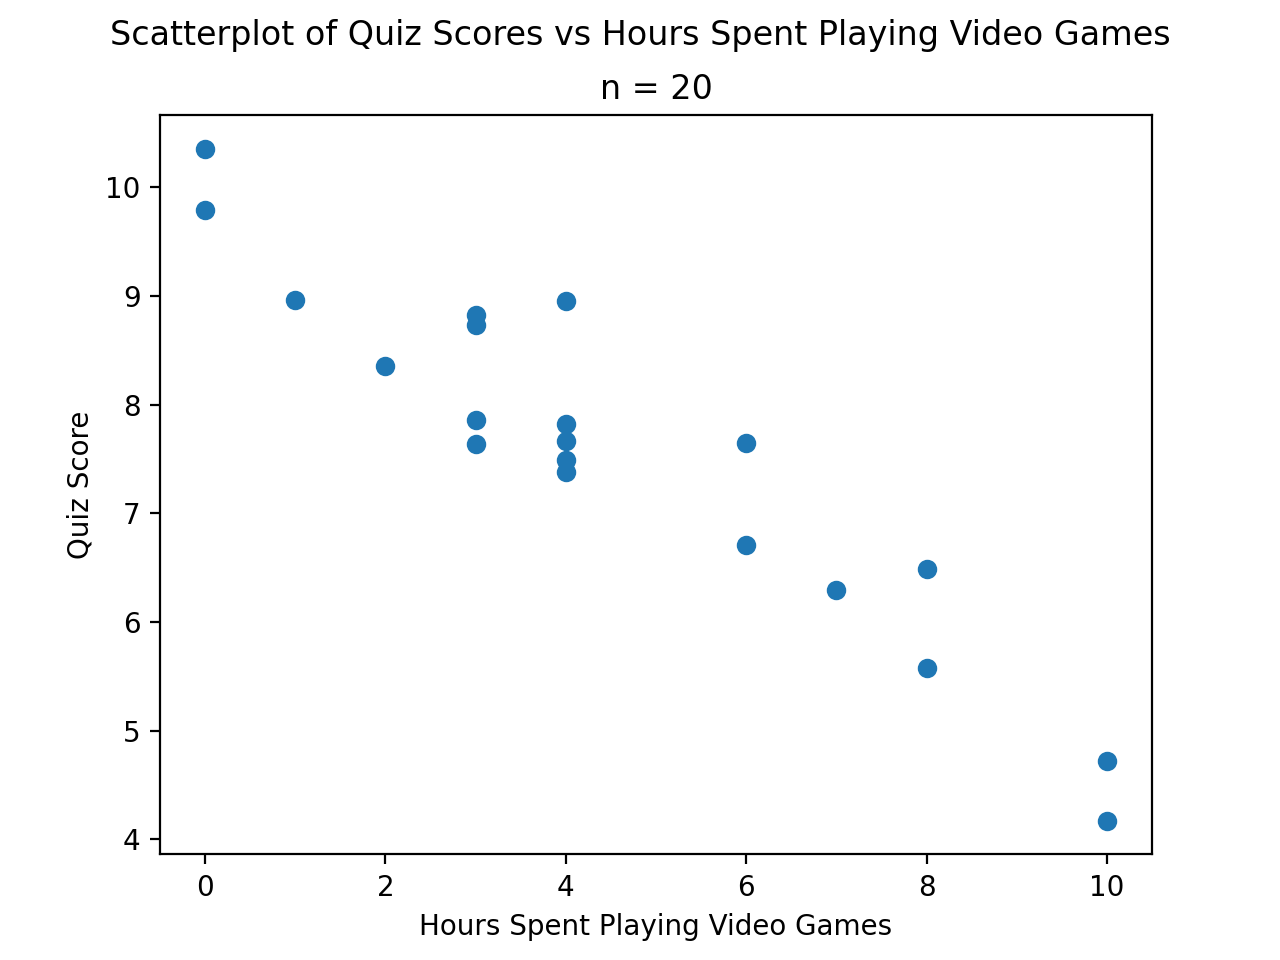 Scatterplot of Quiz Scores vs Hours Spent Playing Video Games
n = 20
10
9
8
7
6
5
4
Quiz Score
0 2 4 6 8 10
Hours Spent Playing Video Games